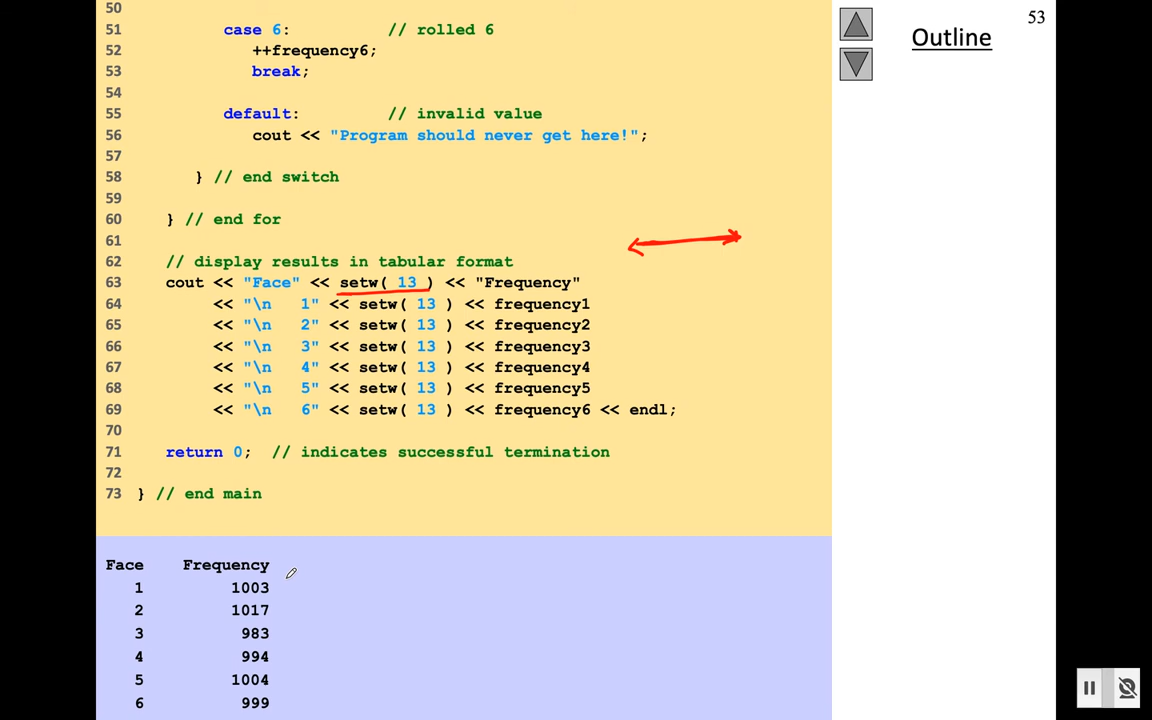 53
Outline
50
51 case 6: // rolled 6
52 ++frequency6;
53 break;
54
55 default: // invalid value
56 cout << "Program should never get here!";
57
58 } // end switch
59
60 } // end for
61
62 // display results in tabular format
63 cout << "Face" << setw( 13 ) << "Frequency"
64 << "\n   1" << setw( 13 ) << frequency1
65 << "\n   2" << setw( 13 ) << frequency2
66 << "\n   3" << setw( 13 ) << frequency3
67 << "\n   4" << setw( 13 ) << frequency4
68 << "\n   5" << setw( 13 ) << frequency5
69 << "\n   6" << setw( 13 ) << frequency6 << endl;
70
71 return 0; // indicates successful termination
72
73 } // end main
Face Frequency
1 1003
2 1017
3 983
4 994
5 1004
6 999